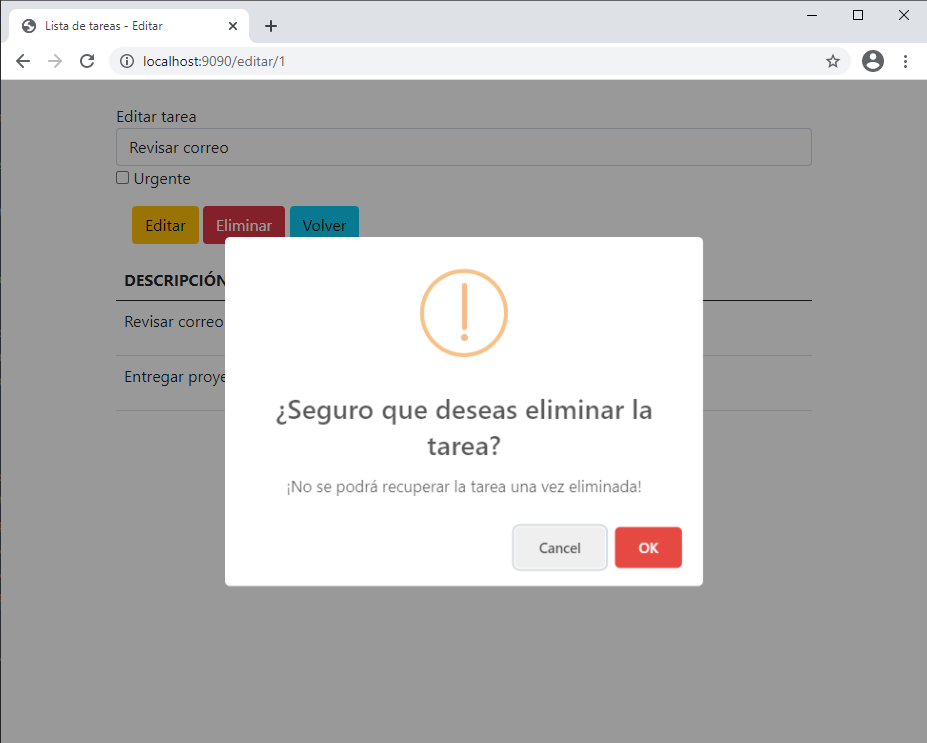 Lista de tareas - Editar
localhost:9090/editar/1
Editar tarea
Revisar correo
Urgente
Editar Eliminar Volver
DESCRIPCIÓN
Revisar correo
Entregar
¿Seguro que deseas eliminar la
tarea?
¡No se podrá recuperar la tarea una vez eliminada!
Cancel OK